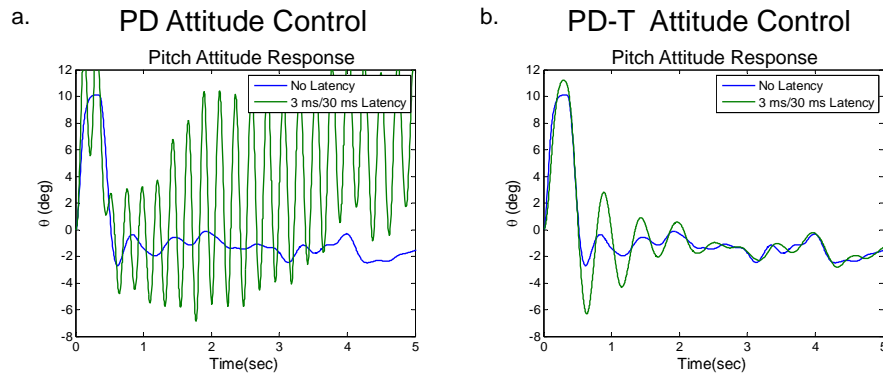 a.
PD Attitude Control
Pitch Attitude Response
No Latency
3 ms/30 ms Latency
12
10
8
6
4
2
0
-2
-4
-6
-8
θ (deg)
0 1 2 3 4 5
Time(sec)
b.
PD-T Attitude Control
Pitch Attitude Response
No Latency
3 ms/30 ms Latency
12
10
8
6
4
2
0
-2
-4
-6
-8
θ (deg)
0 1 2 3 4 5
Time(sec)